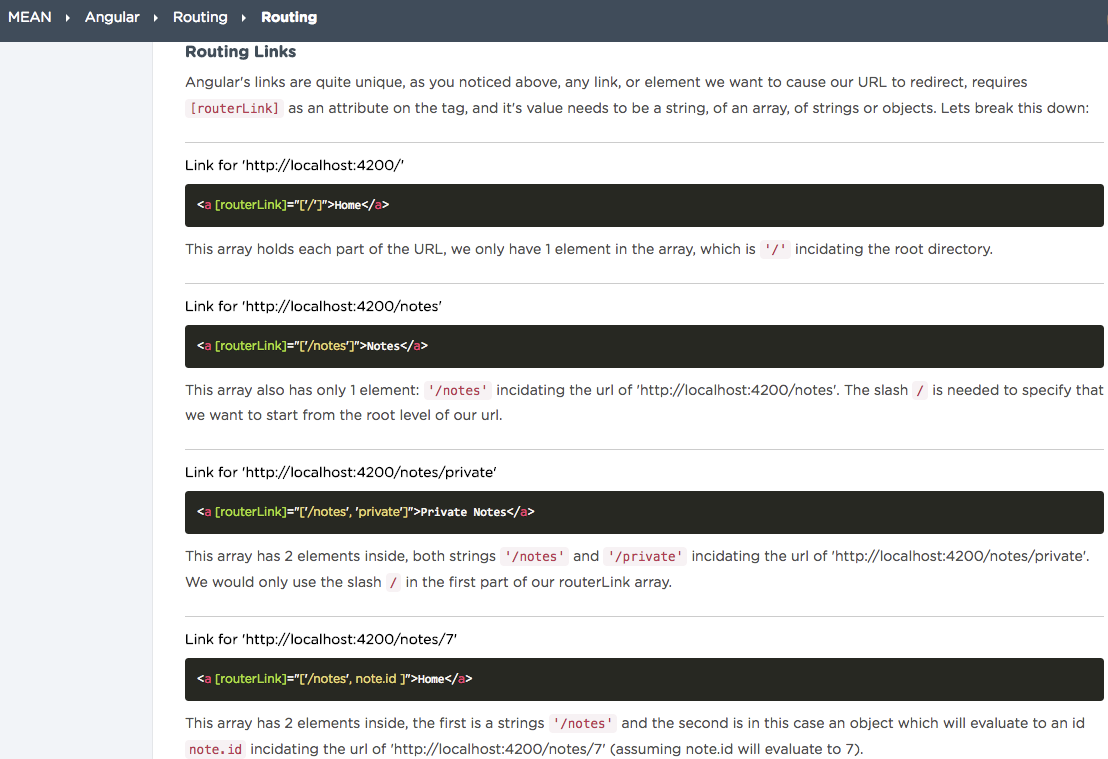 MEAN ▸ Angular ▸ Routing ▸ Routing
Routing Links
Angular's links are quite unique, as you noticed above, any link, or element we want to cause our URL to redirect, requires
[routerLink] as an attribute on the tag, and it's value needs to be a string, of an array, of strings or objects. Lets break this down:
Link for 'http://localhost:4200/'
<a [routerLink]="['/']">Home</a>
This array holds each part of the URL, we only have 1 element in the array, which is '/' incidating the root directory.
Link for 'http://localhost:4200/notes'
<a [routerLink]="['/notes']">Notes</a>
This array also has only 1 element: '/notes' incidating the url of 'http://localhost:4200/notes'. The slash / is needed to specify that
we want to start from the root level of our url.
Link for 'http://localhost:4200/notes/private'
<a [routerLink]="['/notes', 'private']">Private Notes</a>
This array has 2 elements inside, both strings '/notes' and '/private' incidating the url of 'http://localhost:4200/notes/private'.
We would only use the slash / in the first part of our routerLink array.
Link for 'http://localhost:4200/notes/7'
<a [routerLink]="['/notes', note.id ]">Home</a>
This array has 2 elements inside, the first is a strings '/notes' and the second is in this case an object which will evaluate to an id
note.id incidating the url of 'http://localhost:4200/notes/7' (assuming note.id will evaluate to 7).